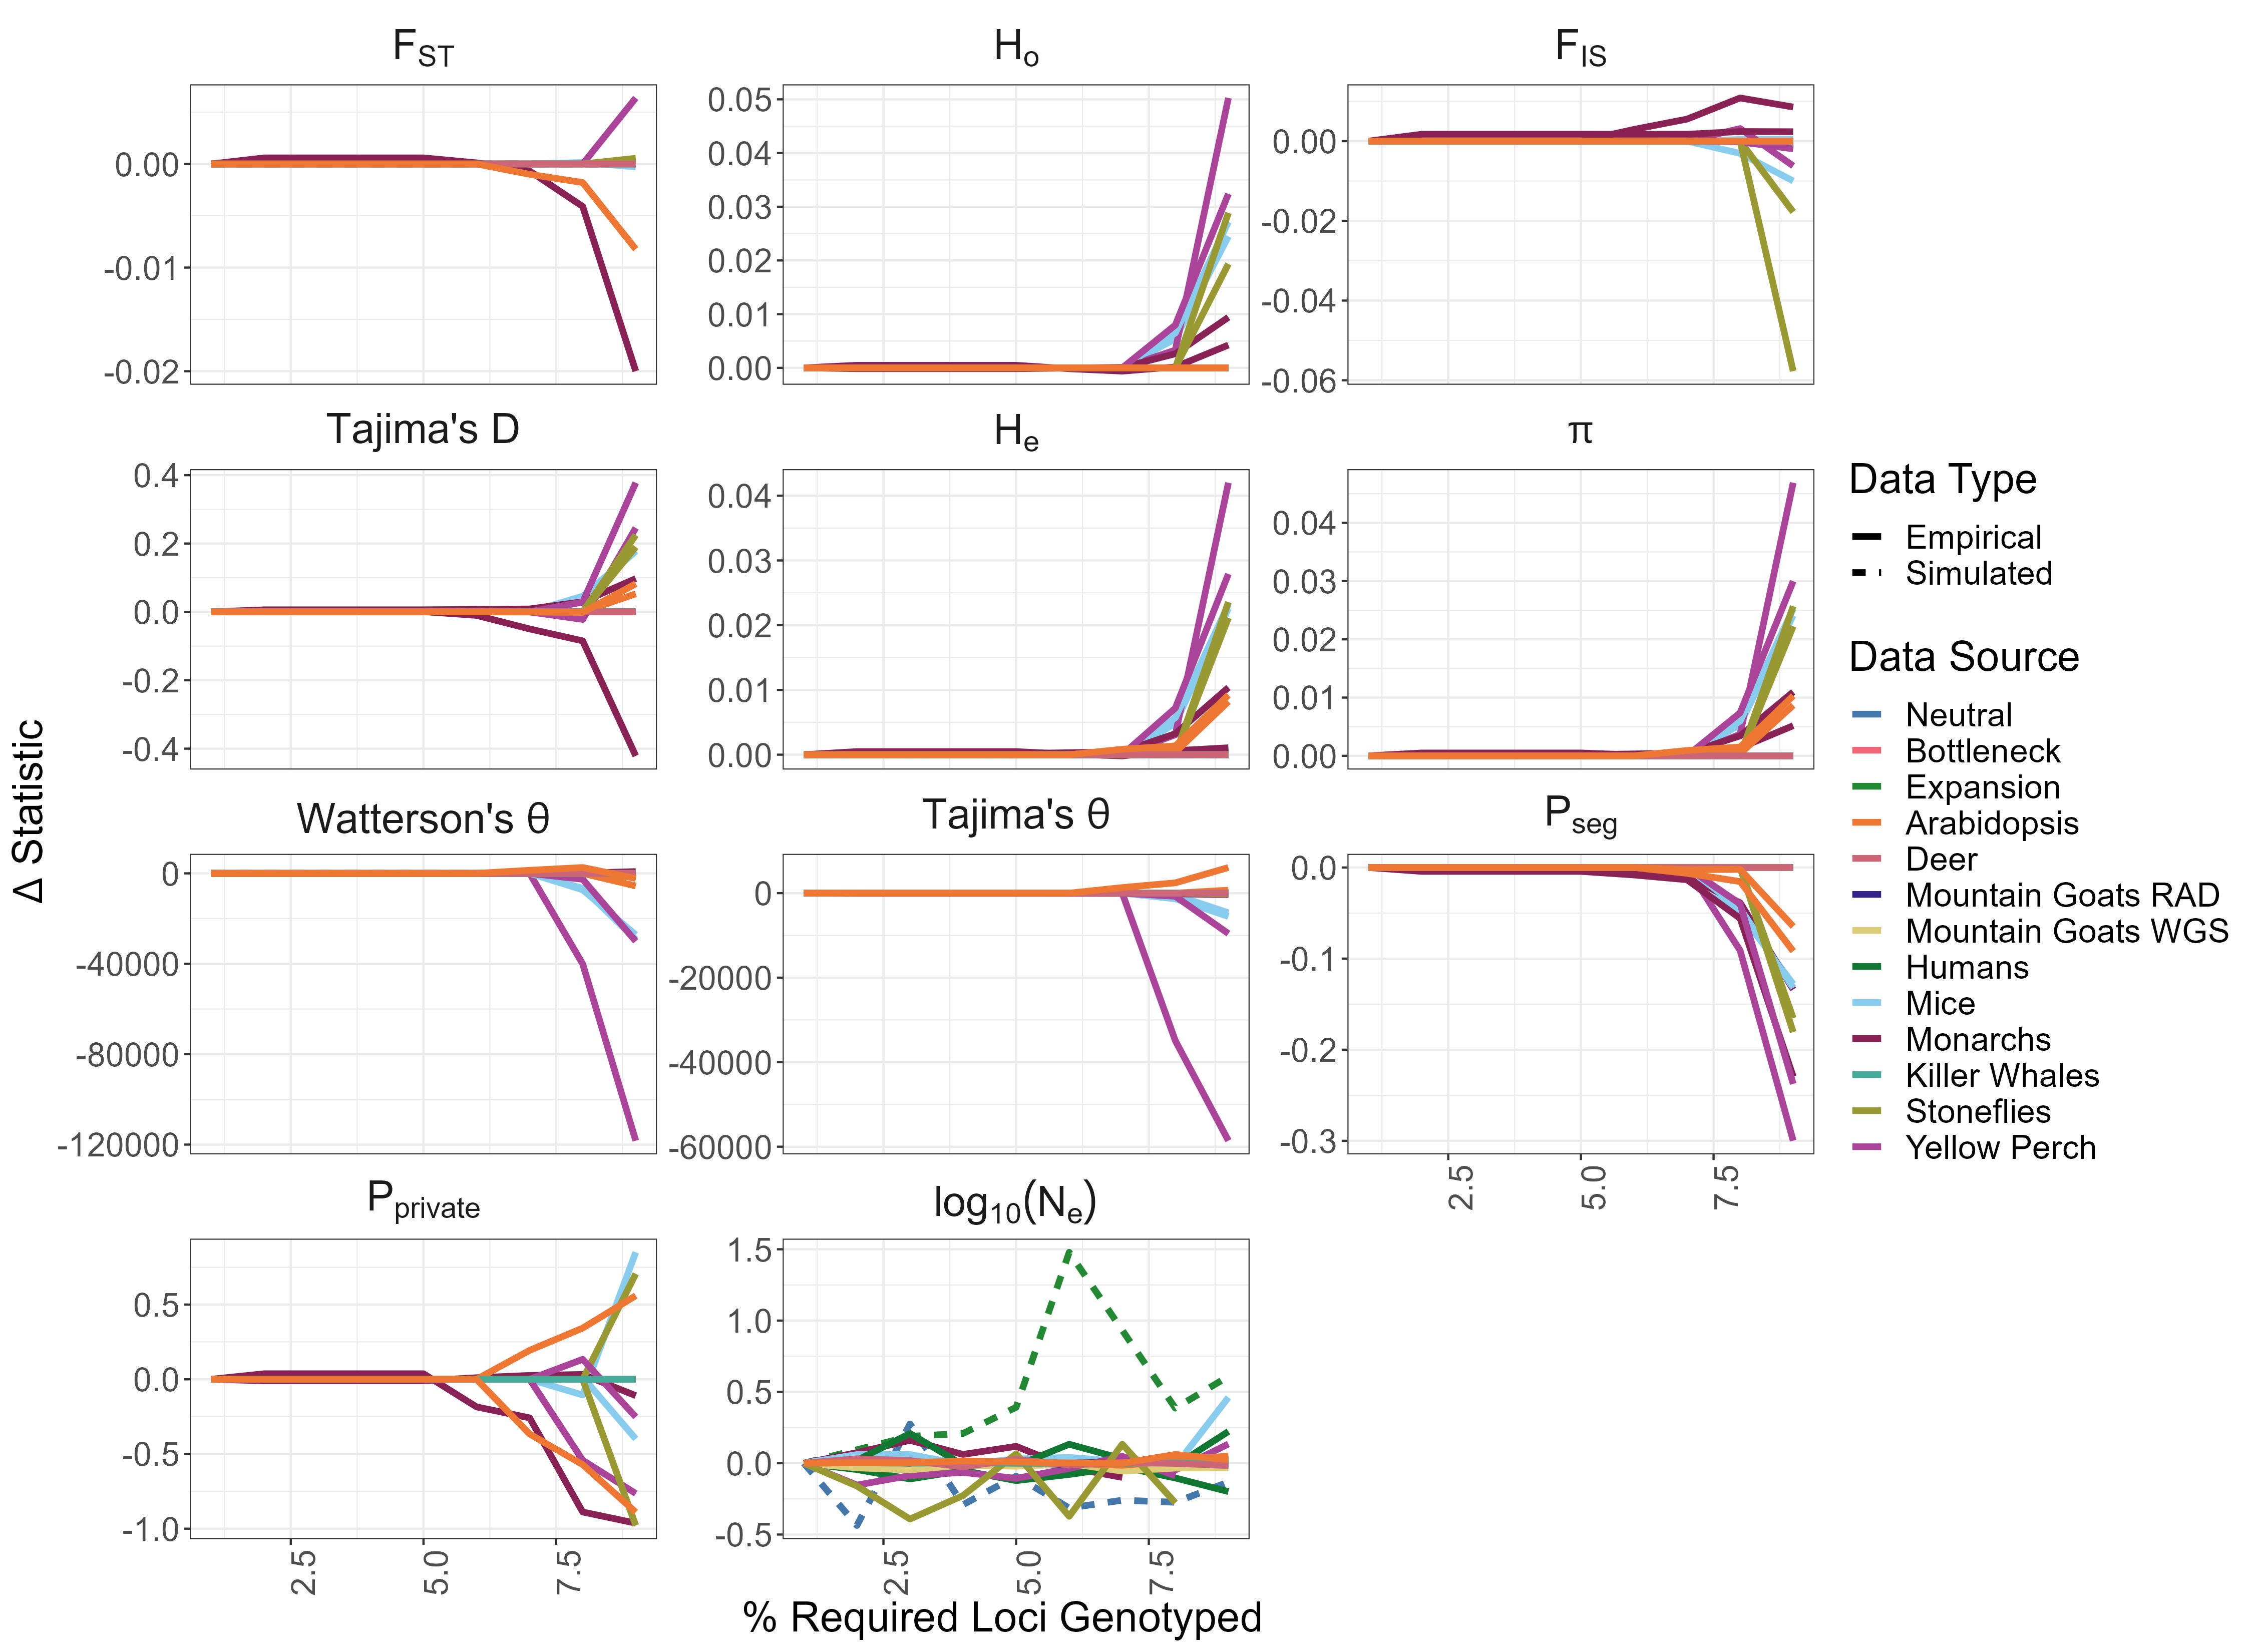 F_ST
H_o
F_IS
0.00
-0.01
-0.02
0.05
0.04
0.03
0.02
0.01
0.00
0.00
-0.02
-0.04
-0.06
Tajima's D
H_e
π
0.4
0.2
0.0
-0.2
-0.4
0.04
0.03
0.02
0.01
0.00
0.04
0.03
0.02
0.01
0.00
Watterson's θ
Tajima's θ
P_seg
0
-40000
-80000
-120000
0
-20000
-40000
-60000
0.0
-0.1
-0.2
-0.3
2.5
5.0
7.5
P_private
log₁₀(N_e)
0.5
0.0
-0.5
-1.0
2.5
5.0
7.5
1.5
1.0
0.5
0.0
-0.5
2.5
5.0
7.5
Δ Statistic
% Required Loci Genotyped
Data Type
Empirical
Simulated
Data Source
Neutral
Bottleneck
Expansion
Arabidopsis
Deer
Mountain Goats RAD
Mountain Goats WGS
Humans
Mice
Monarchs
Killer Whales
Stoneflies
Yellow Perch